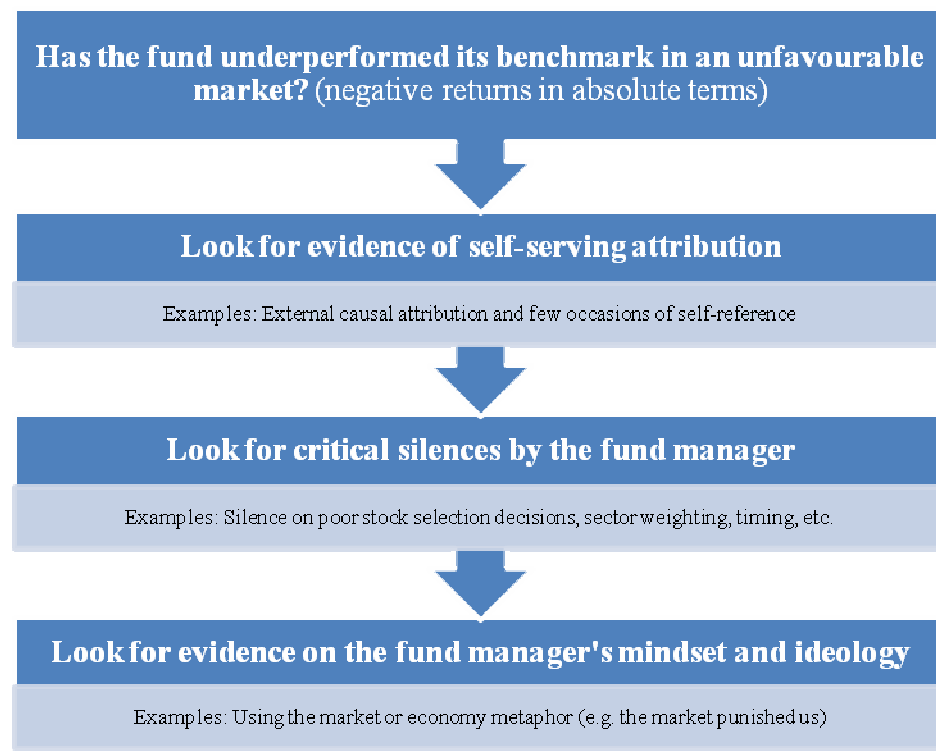 Has the fund underperformed its benchmark in an unfavourable
market? (negative returns in absolute terms)
Look for evidence of self-serving attribution
Examples: External causal attribution and few occasions of self-reference
Look for critical silences by the fund manager
Examples: Silence on poor stock selection decisions, sector weighting, timing, etc.
Look for evidence on the fund manager's mindset and ideology
Examples: Using the market or economy metaphor (e.g. the market punished us)